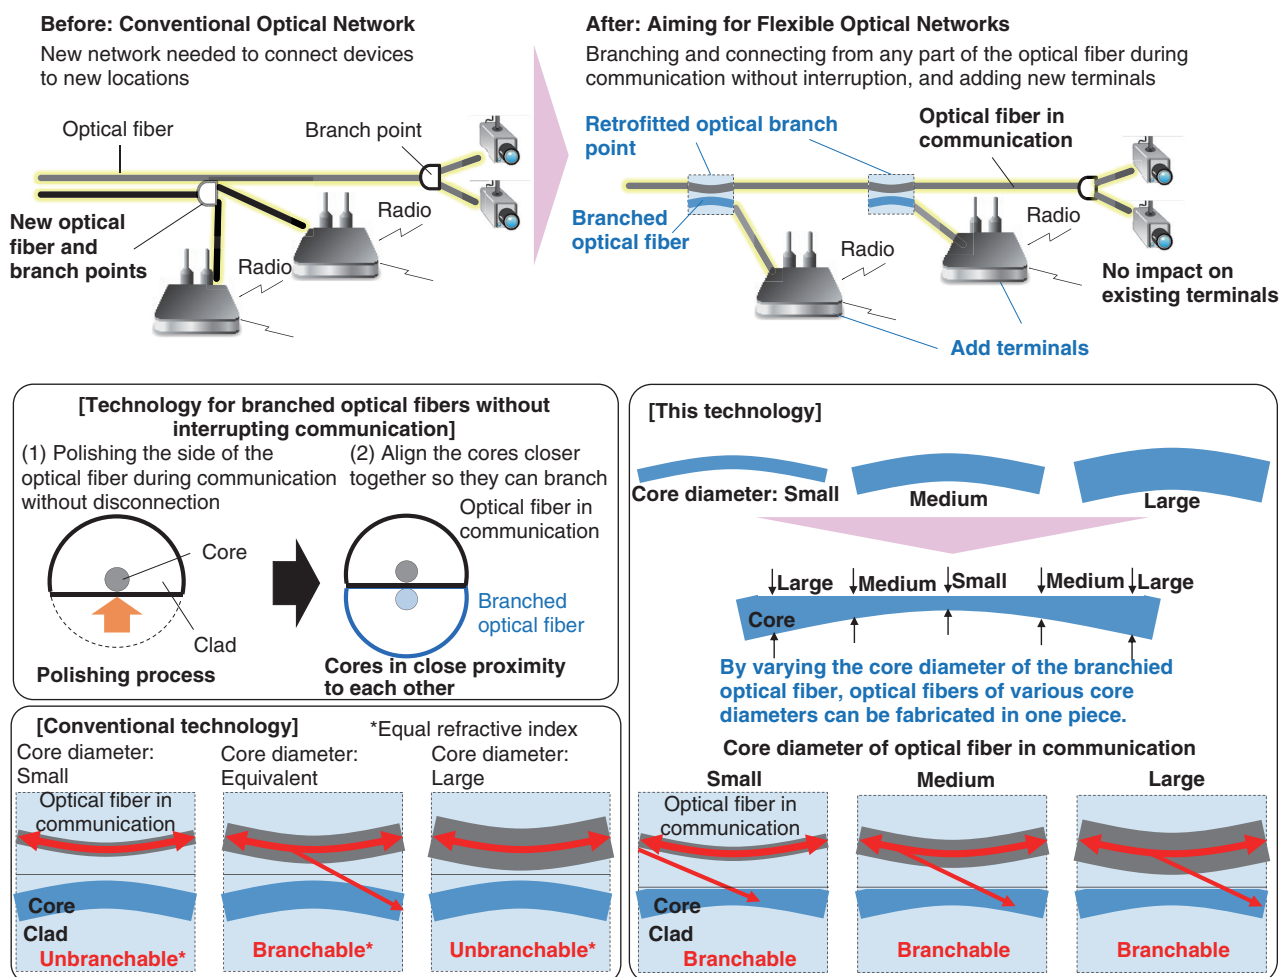 Before: Conventional Optical Network
New network needed to connect devices
to new locations
Optical fiber
Branch point
New optical
fiber and
branch points
Radio
Radio
After: Aiming for Flexible Optical Networks
Branching and connecting from any part of the optical fiber during
communication without interruption, and adding new terminals
Retrofitted optical branch
point
Optical fiber in
communication
Branched
optical fiber
Radio
Radio
No impact on
existing terminals
Add terminals
[Technology for branched optical fibers without
interrupting communication]
(1) Polishing the side of the
optical fiber during communication
without disconnection
Core
Clad
Polishing process
(2) Align the cores closer
together so they can branch
Optical fiber in
communication
Branched
optical fiber
Cores in close proximity
to each other
[Conventional technology]
*Equal refractive index
Core diameter:
Small
Core diameter:
Equivalent
Core diameter:
Large
Optical fiber in
communication
Core
Clad
Unbranchable*
Branchable*
Unbranchable*
[This technology]
Core diameter: Small
Medium
Large
Large
Medium
Small
Medium
Large
Core
By varying the core diameter of the branchied
optical fiber, optical fibers of various core
diameters can be fabricated in one piece.
Core diameter of optical fiber in communication
Small
Medium
Large
Optical fiber in
communication
Core
Clad
Branchable
Branchable
Branchable